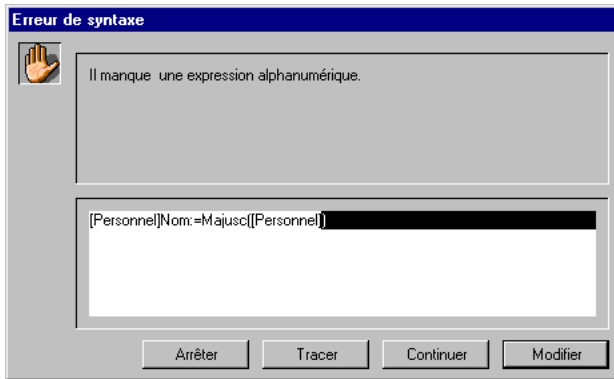 Erreur de syntaxe
Il manque une expression alphanumérique.
[Personnel]Nom:=Majusc([Personnel])
Arrêter
Tracer
Continuer
Modifier